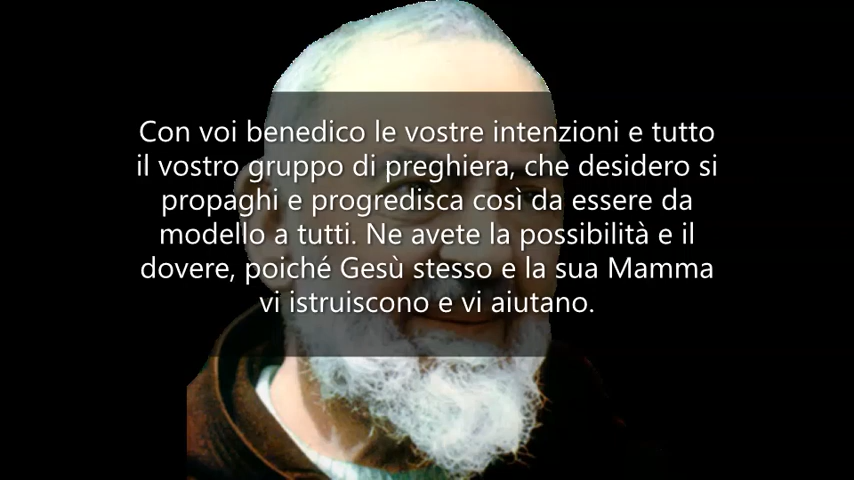 Con voi benedico le vostre intenzioni e tutto
il vostro gruppo di preghiera, che desidero si
propaghi e progredisca così da essere da
modello a tutti. Ne avete la possibilità e il
dovere, poiché Gesù stesso e la sua Mamma
vi istruiscono e vi aiutano.